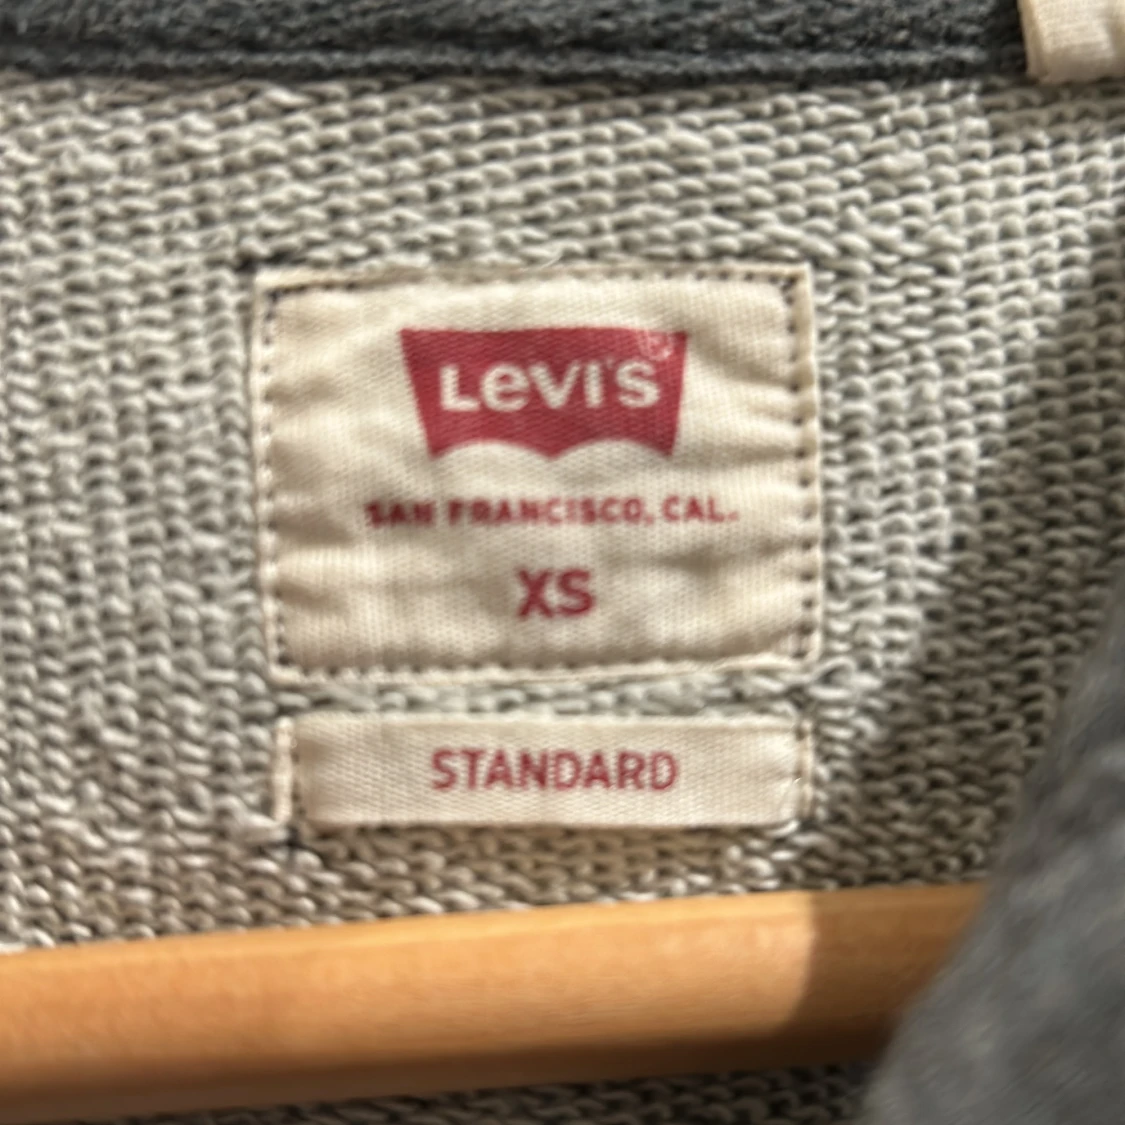 Levi's
SAN FRANCISCO, CAL.
XS
STANDARD